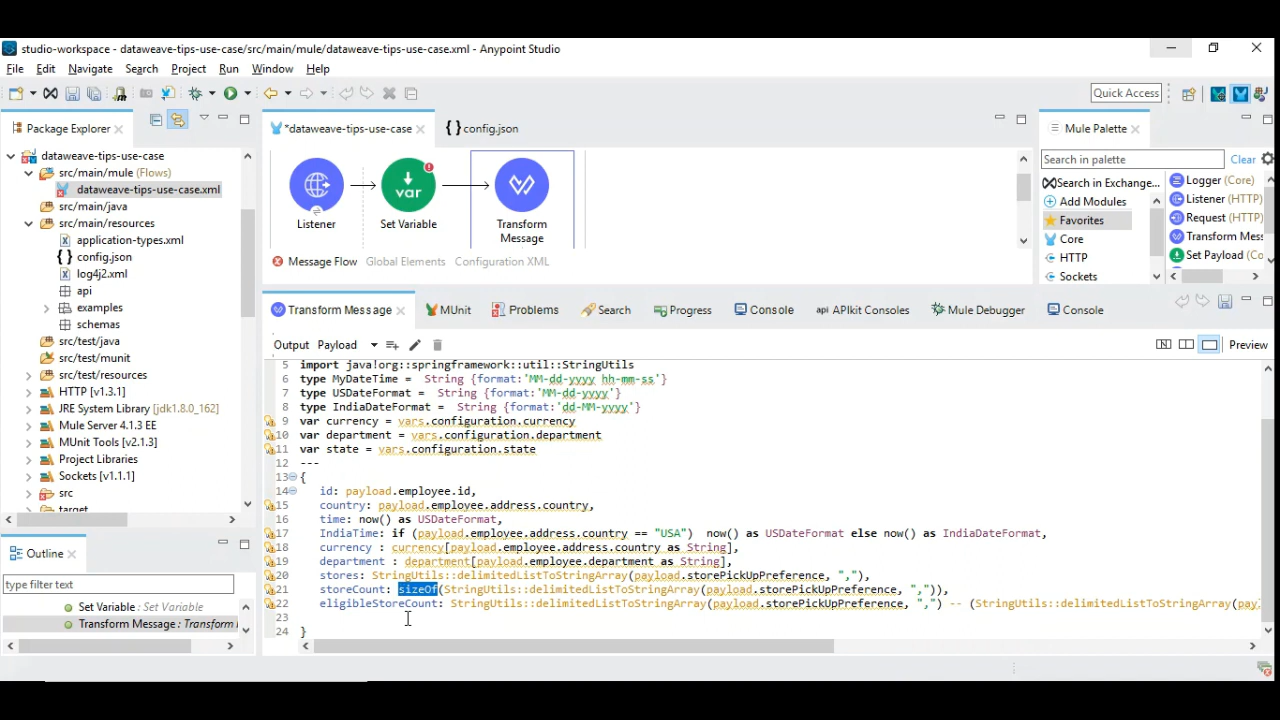 studio-workspace - dataweave-tips-use-case/src/main/mule/dataweave-tips-use-case.xml - Anypoint Studio
File Edit Navigate Search Project Run Window Help
Quick Access
Package Explorer
*dataweave-tips-use-case
{ } config.json
Mule Palette
dataweave-tips-use-case
src/main/mule (Flows)
dataweave-tips-use-case.xml
src/main/java
src/main/resources
application-types.xml
{ } config.json
log4j2.xml
api
examples
schemas
src/test/java
src/test/munit
src/test/resources
HTTP [v1.3.1]
JRE System Library [jdk1.8.0_162]
Mule Server 4.1.3 EE
MUnit Tools [v2.1.3]
Project Libraries
Sockets [v1.1.1]
src
target
var
Listener
Set Variable
Transform
Message
Message Flow Global Elements Configuration XML
Search in palette
Clear
Search in Exchange...
Add Modules
Favorites
Core
HTTP
Sockets
Logger (Core)
Listener (HTTP)
Request (HTTP)
Transform Mes
Set Payload (Co
Transform Message
MUnit
Problems
Search
Progress
Console
api APIkit Consoles
Mule Debugger
Console
Output Payload
Preview
5 import java!org::springframework::util::StringUtils
6 type MyDateTime = String {format:'MM-dd-yyyy hh-mm-ss'}
7 type USDateFormat = String {format:'MM-dd-yyyy'}
8 type IndiaDateFormat = String {format:'dd-MM-yyyy'}
9 var currency = vars.configuration.currency
10 var department = vars.configuration.department
11 var state = vars.configuration.state
12 ---
13 {
14 id: payload.employee.id,
15 country: payload.employee.address.country,
16 time: now() as USDateFormat,
17 IndiaTime: if (payload.employee.address.country == "USA") now() as USDateFormat else now() as IndiaDateFormat,
18 currency : currency[payload.employee.address.country as String],
19 department : department[payload.employee.department as String],
20 stores: StringUtils::delimitedListToStringArray(payload.storePickUpPreference, ","),
21 storeCount: sizeOf(StringUtils::delimitedListToStringArray(payload.storePickUpPreference, ",")),
22 eligibleStoreCount: StringUtils::delimitedListToStringArray(payload.storePickUpPreference, ",") -- (StringUtils::delimitedListToStringArray(pay
23
24 }
Outline
type filter text
Set Variable : Set Variable
Transform Message : Transform